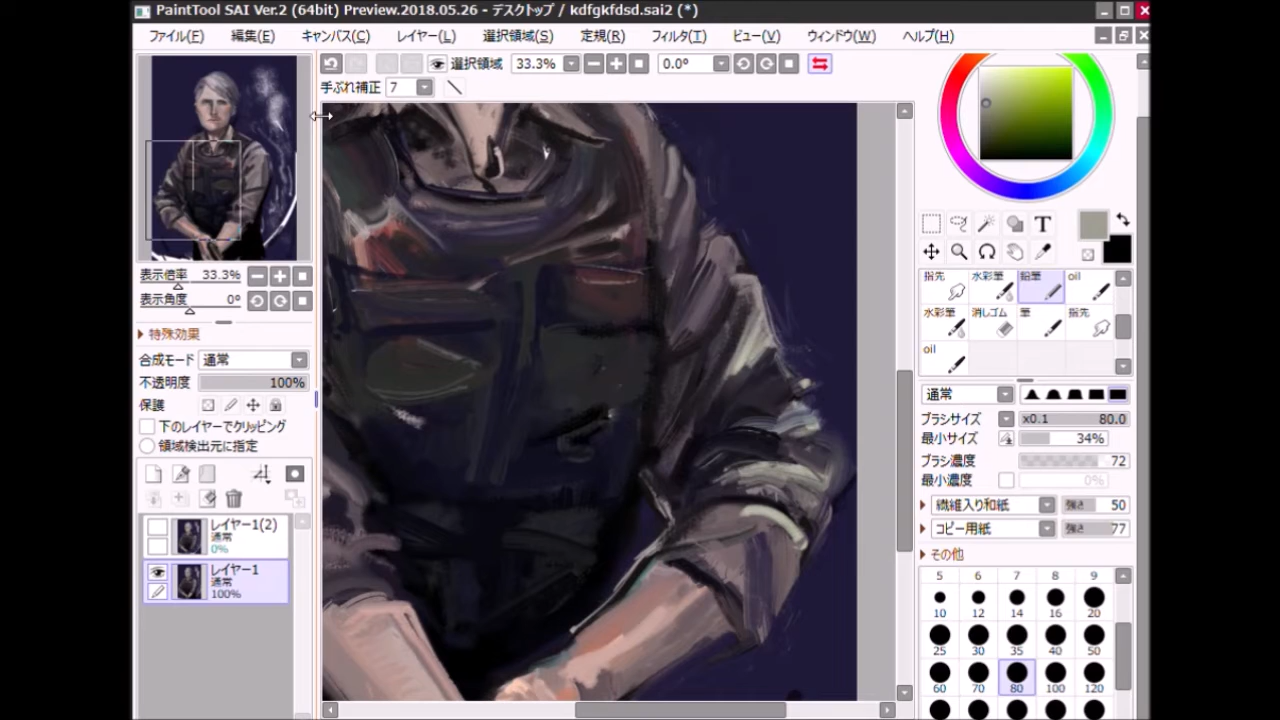 PaintTool SAI Ver.2 (64bit) Preview.2018.05.26 - デスクトップ / kdfgkfdsd.sai2 (*)
ファイル(F) 編集(E) キャンバス(C) レイヤー(L) 選択領域(S) 定規(R) フィルタ(T) ビュー(V) ウィンドウ(W) ヘルプ(H)
選択領域 33.3% 0.0°
手ぶれ補正 7
表示倍率 33.3%
表示角度 0°
特殊効果
合成モード 通常
不透明度 100%
保護
下のレイヤーでクリッピング
領域検出元に指定
レイヤー1(2)
通常
0%
レイヤー1
通常
100%
T
指先 水彩筆 鉛筆 oil
水彩筆 消しゴム 筆 指先
oil
通常
ブラシサイズ x0.1 80.0
最小サイズ 34%
ブラシ濃度 72
最小濃度 0%
繊維入り和紙 強さ 50
コピー用紙 強さ 77
その他
5 6 7 8 9
10 12 14 16 20
25 30 35 40 50
60 70 80 100 120